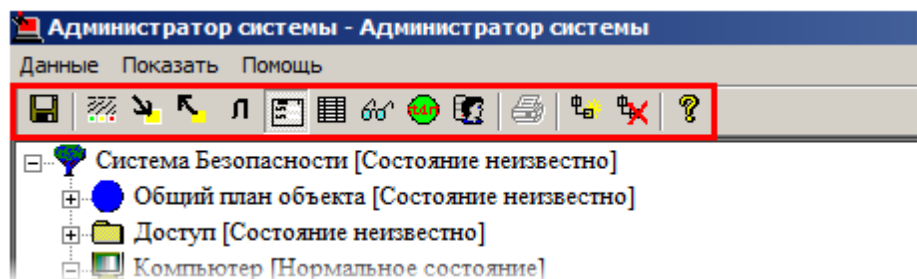 Администратор системы - Администратор системы
Данные Показать Помощь
Л
Система Безопасности [Состояние неизвестно]
Общий план объекта [Состояние неизвестно]
Доступ [Состояние неизвестно]
Компьютер [Нормальное состояние]